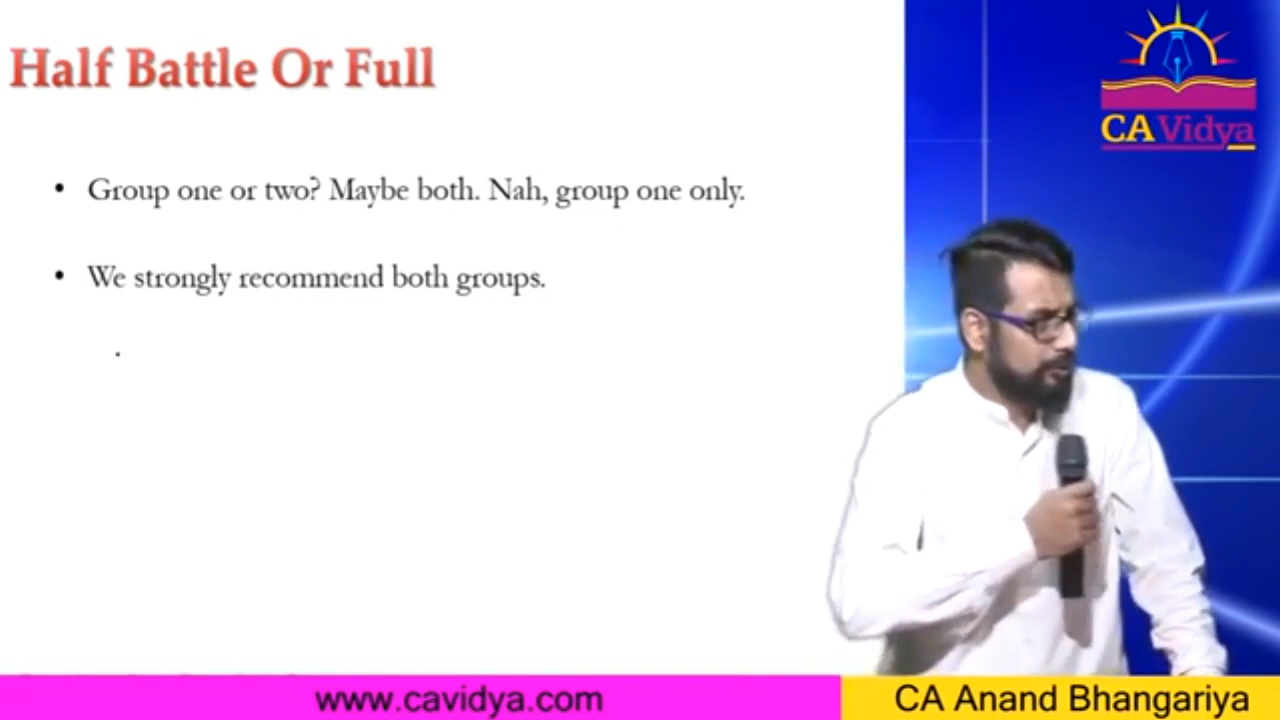 Half Battle Or Full
CA Vidya
• Group one or two? Maybe both. Nah, group one only.
• We strongly recommend both groups.
www.cavidya.com
CA Anand Bhangariya